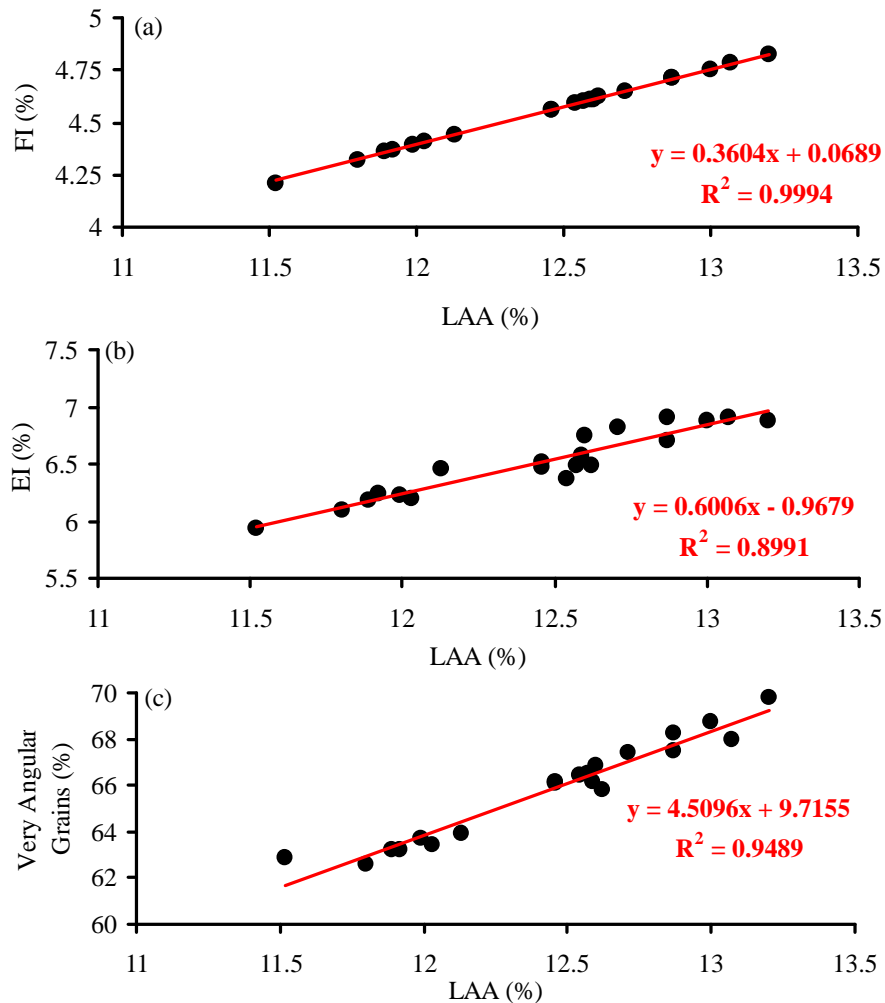 (a)
5
4.75
4.5
4.25
4
FI (%)
y = 0.3604x + 0.0689
R² = 0.9994
11 11.5 12 12.5 13 13.5
LAA (%)
(b)
7.5
7
6.5
6
5.5
EI (%)
y = 0.6006x - 0.9679
R² = 0.8991
11 11.5 12 12.5 13 13.5
LAA (%)
(c)
70
68
66
64
62
60
Very Angular
Grains (%)
y = 4.5096x + 9.7155
R² = 0.9489
11 11.5 12 12.5 13 13.5
LAA (%)